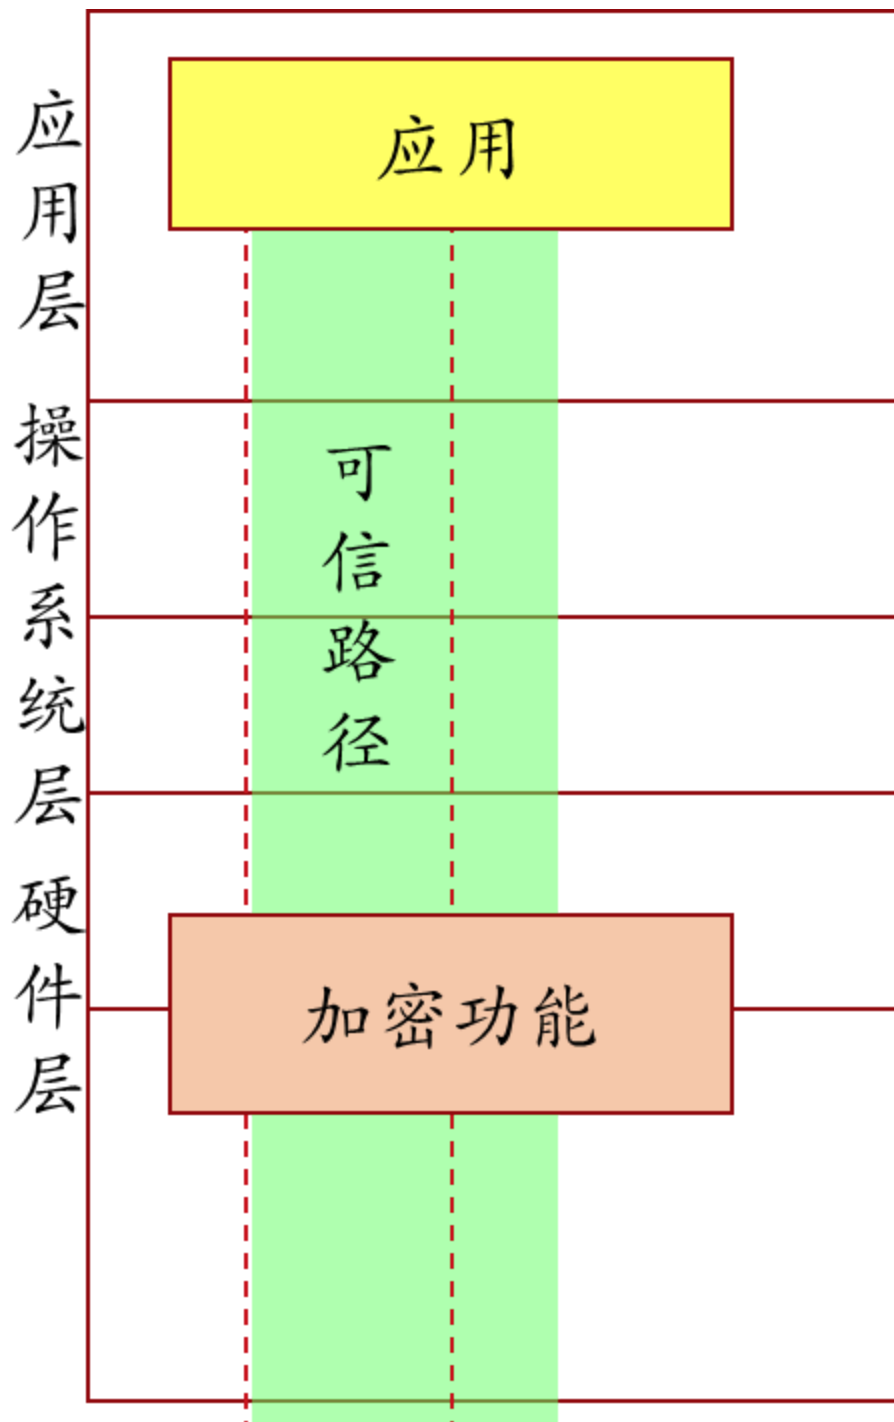 应用层
操作系统层
硬件层
应用
可信路径
加密功能